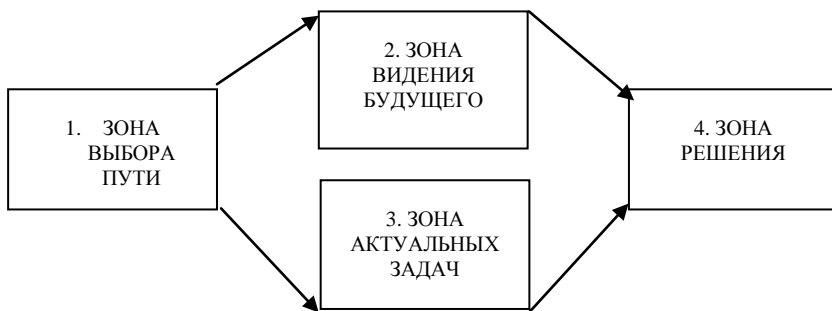 1. ЗОНА
ВЫБОРА
ПУТИ
2. ЗОНА
ВИДЕНИЯ
БУДУЩЕГО
3. ЗОНА
АКТУАЛЬНЫХ
ЗАДАЧ
4. ЗОНА
РЕШЕНИЯ